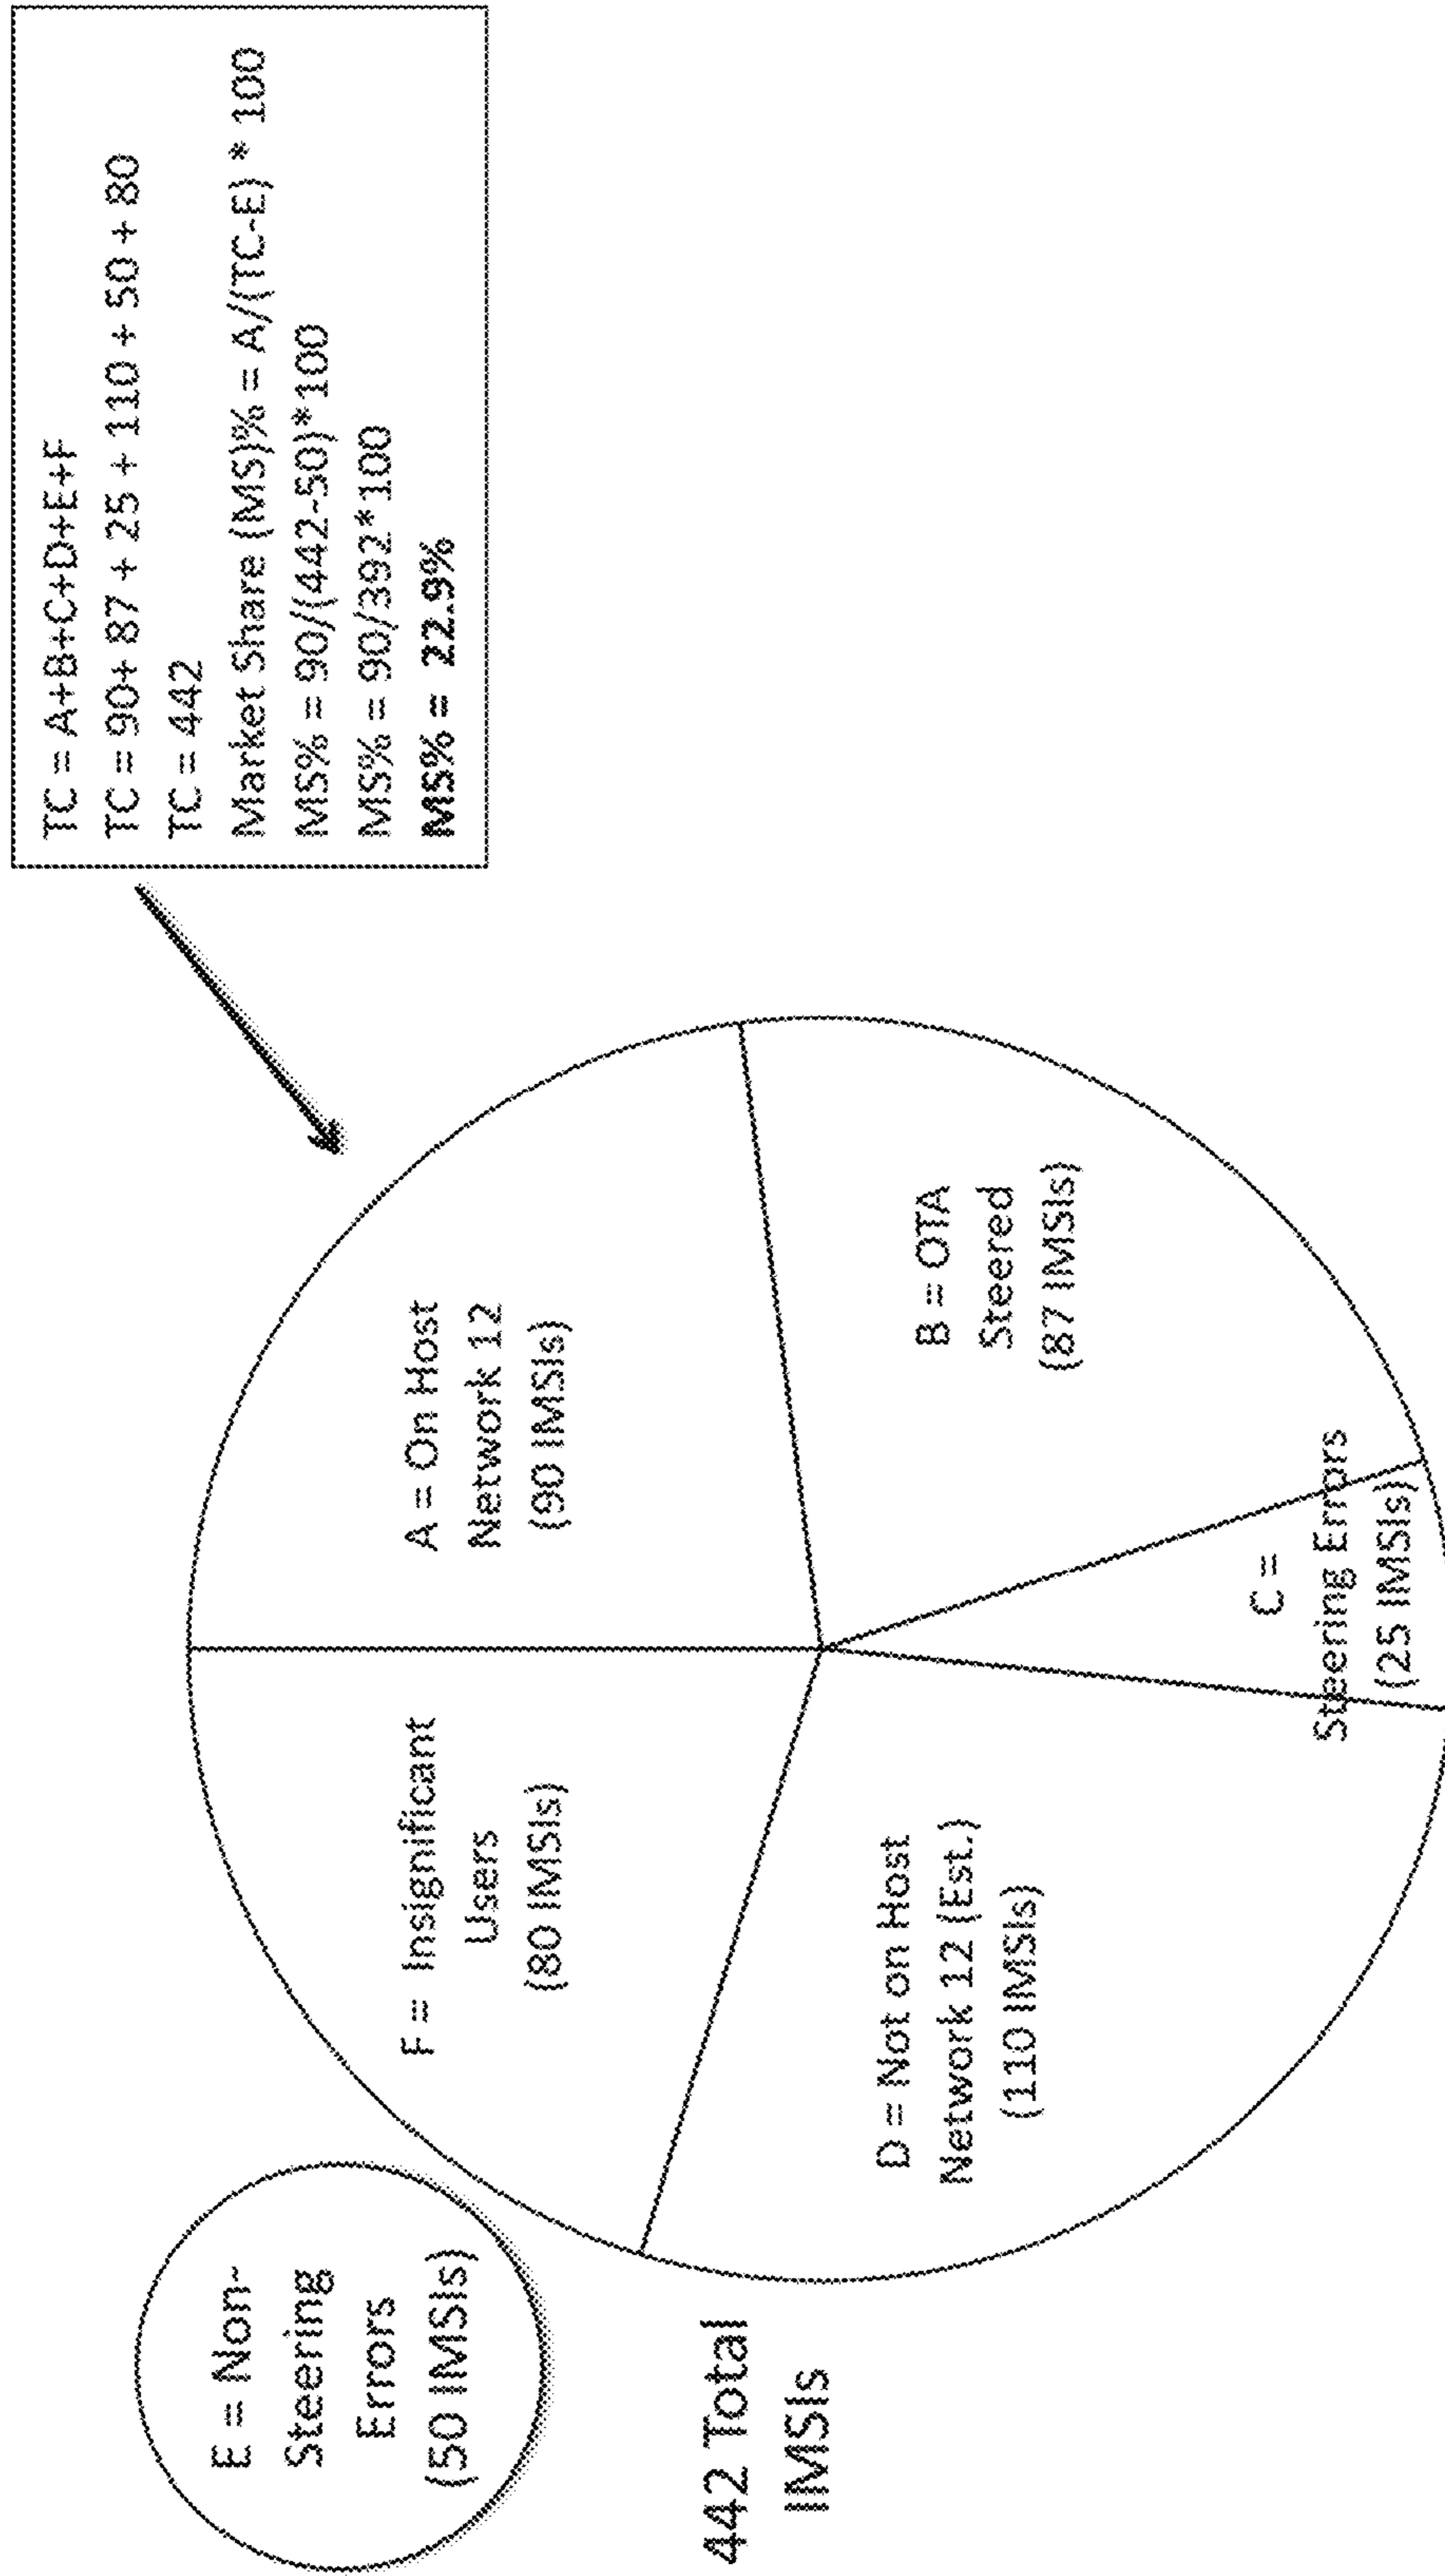 TC = A+B+C+D+E+F
TC = 90+ 87 + 25 + 110 + 50 + 80
TC = 442
Market Share (MS)% = A/(TC-E) * 100
MS% = 90/(442-50)*100
MS% = 90/392*100
MS% = 22.9%
E = Non-
Steering
Errors
(50 IMSIs)
F = Insignificant
Users
(80 IMSIs)
A = On Host
Network 12
(90 IMSIs)
442 Total
IMSIs
D = Not on Host
Network 12 (Est.)
(110 IMSIs)
B = OTA
Steered
(87 IMSIs)
C =
Steering Errors
(25 IMSIs)